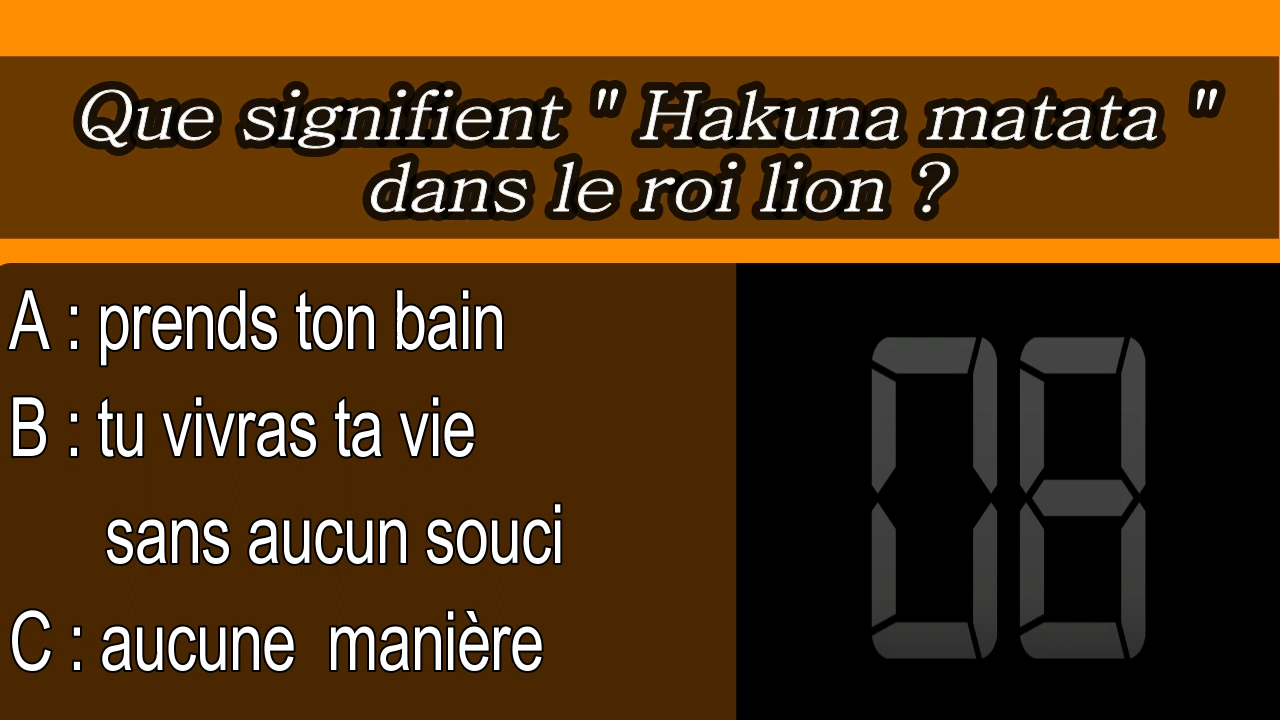 Que signifient " Hakuna matata "
dans le roi lion ?
A : prends ton bain
B : tu vivras ta vie
sans aucun souci
C : aucune manière
08